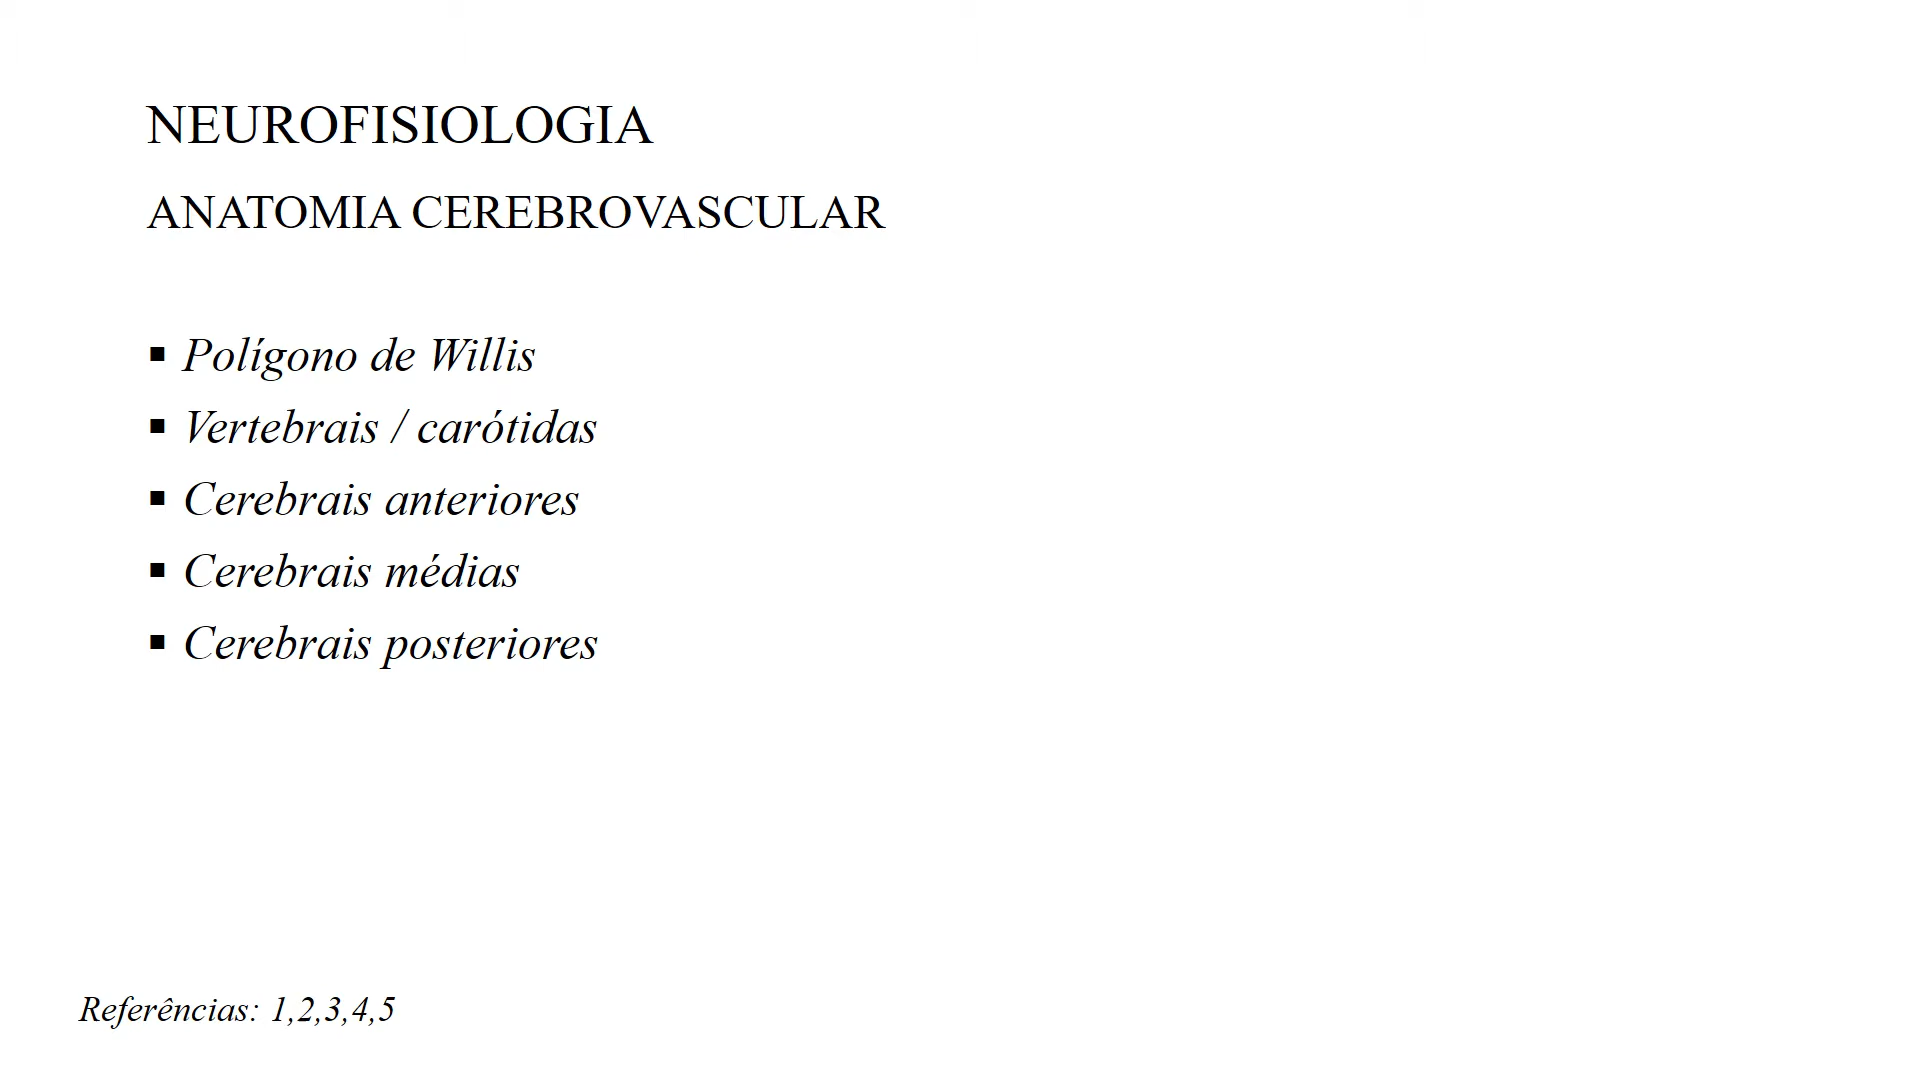 NEUROFISIOLOGIA
ANATOMIA CEREBROVASCULAR
▪ Polígono de Willis
▪ Vertebrais / carótidas
▪ Cerebrais anteriores
▪ Cerebrais médias
▪ Cerebrais posteriores
Referências: 1,2,3,4,5